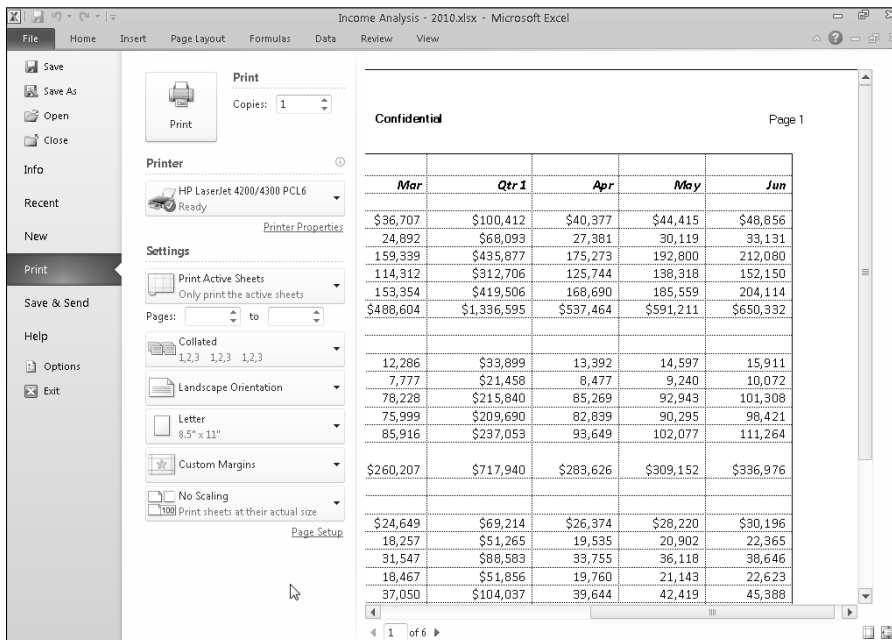 Income Analysis - 2010.xlsx - Microsoft Excel
File Home Insert Page Layout Formulas Data Review View
Save
Save As
Open
Close
Info
Recent
New
Print
Save & Send
Help
Options
Exit
Print
Print
Copies: 1
Printer
HP LaserJet 4200/4300 PCL6
Ready
Printer Properties
Settings
Print Active Sheets
Only print the active sheets
Pages: to
Collated
1,2,3 1,2,3 1,2,3
Landscape Orientation
Letter
8.5" x 11"
Custom Margins
No Scaling
100 Print sheets at their actual size
Page Setup
Confidential Page 1
Mar Qtr 1 Apr May Jun
$36,707 $100,412 $40,377 $44,415 $48,856
24,892 $68,093 27,381 30,119 33,131
159,339 $435,877 175,273 192,800 212,080
114,312 $312,706 125,744 138,318 152,150
153,354 $419,506 168,690 185,559 204,114
$488,604 $1,336,595 $537,464 $591,211 $650,332
12,286 $33,899 13,392 14,597 15,911
7,777 $21,458 8,477 9,240 10,072
78,228 $215,840 85,269 92,943 101,308
75,999 $209,690 82,839 90,295 98,421
85,916 $237,053 93,649 102,077 111,264
$260,207 $717,940 $283,626 $309,152 $336,976
$24,649 $69,214 $26,374 $28,220 $30,196
18,257 $51,265 19,535 20,902 22,365
31,547 $88,583 33,755 36,118 38,646
18,467 $51,856 19,760 21,143 22,623
37,050 $104,037 39,644 42,419 45,388
1 of 6